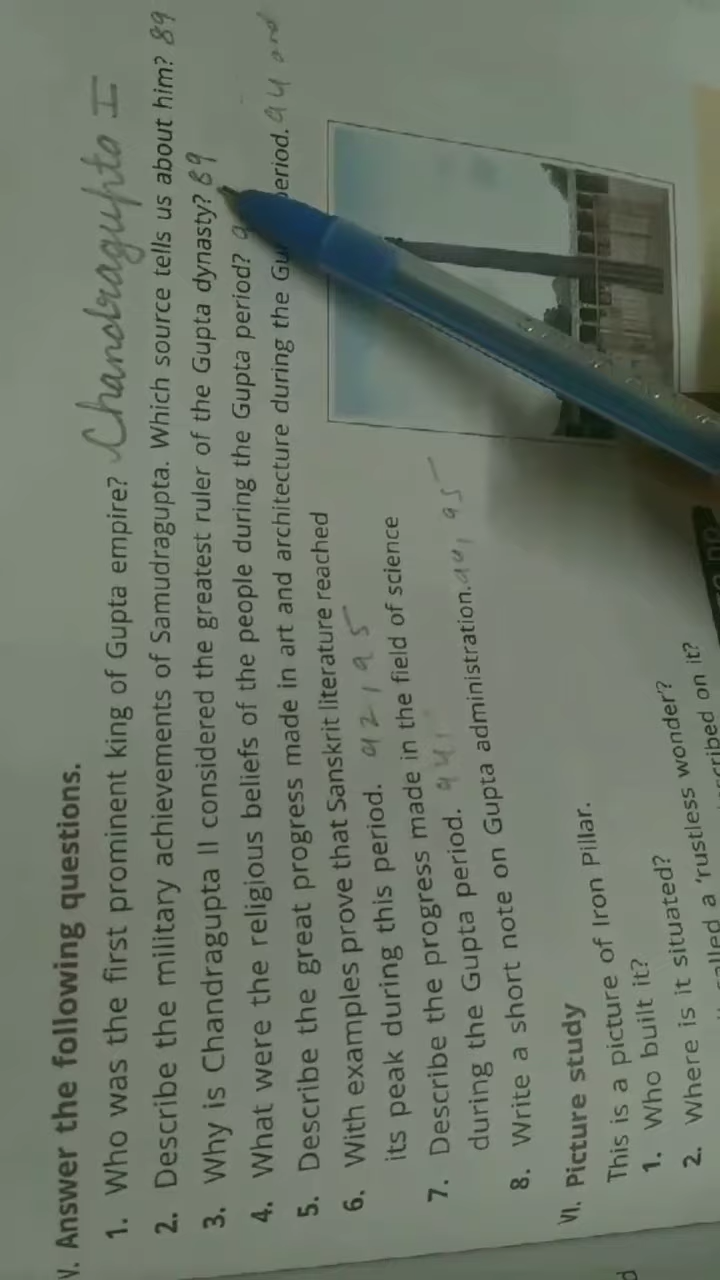 V. Answer the following questions.
1. Who was the first prominent king of Gupta empire? Chandragupta I
2. Describe the military achievements of Samudragupta. Which source tells us about him? 89
3. Why is Chandragupta II considered the greatest ruler of the Gupta dynasty? 89
4. What were the religious beliefs of the people during the Gupta period? 9
5. Describe the great progress made in art and architecture during the Gu period. 94 and
6. With examples prove that Sanskrit literature reached
its peak during this period. 92, 95
7. Describe the progress made in the field of science
during the Gupta period. 94,
8. Write a short note on Gupta administration. 90, 95
VI. Picture study
This is a picture of Iron Pillar.
1. Who built it?
2. Where is it situated?
called a 'rustless wonder?
on it?